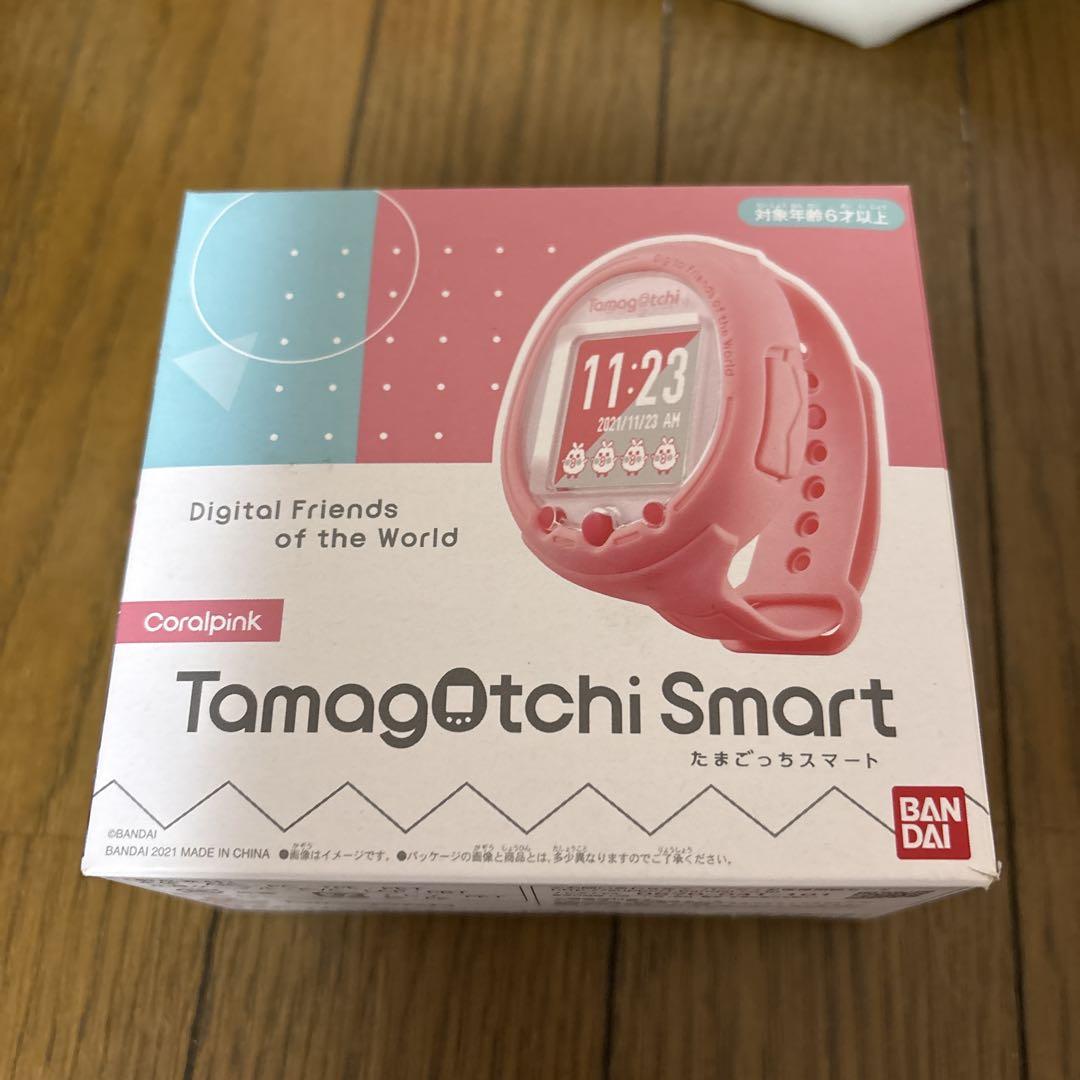 対象年齢6才以上
Digital Friends of the World
Tamagotchi
11:23
2021/11/23 AM
Digital Friends
of the World
Coralpink
Tamagotchi Smart
たまごっちスマート
BAN
DAI
©BANDAI
BANDAI 2021 MADE IN CHINA ●画像はイメージです。 ●パッケージの画像と商品とは、多少異なりますのでご了承ください。